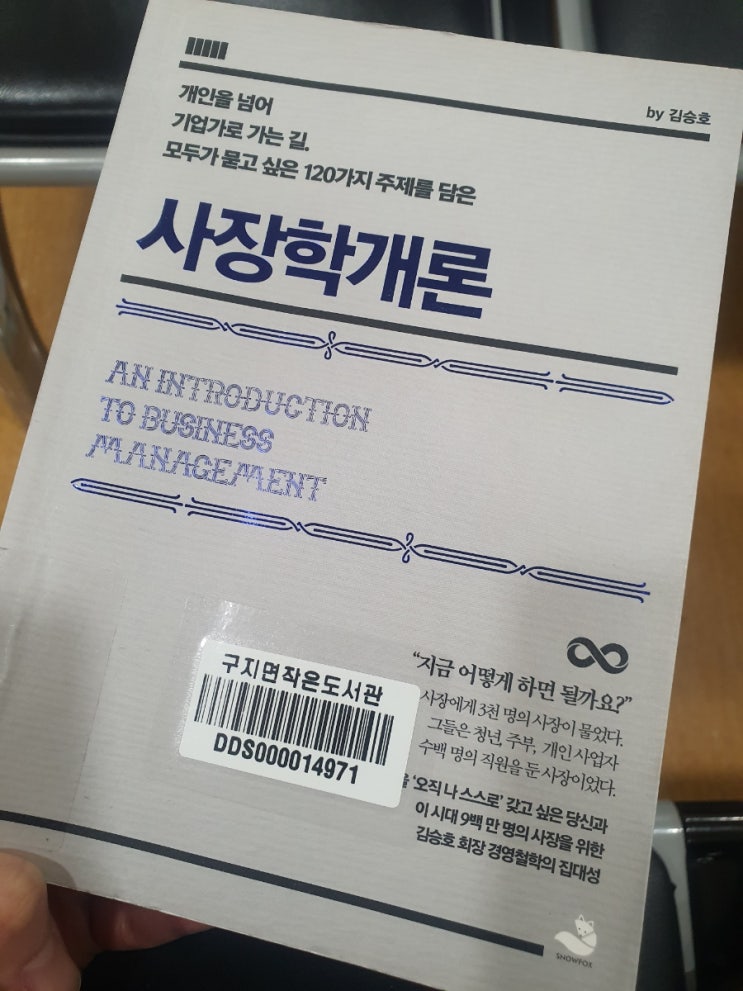 by 김승호
개인을 넘어
기업가로 가는 길.
모두가 묻고 싶은 120가지 주제를 담은
사장학개론
AN INTRODUCTION
TO BUSINESS
MANAGEMENT
구지면작은도서관
DDS000014971
“지금 어떻게 하면 될까요?”
사장에게 3천 명의 사장이 물었다.
그들은 청년, 주부, 개인 사업자
수백 명의 직원을 둔 사장이었다.
‘오직 나 스스로’ 갖고 싶은 당신과
이 시대 9백 만 명의 사장을 위한
김승호 회장 경영철학의 집대성
SNOWFOX